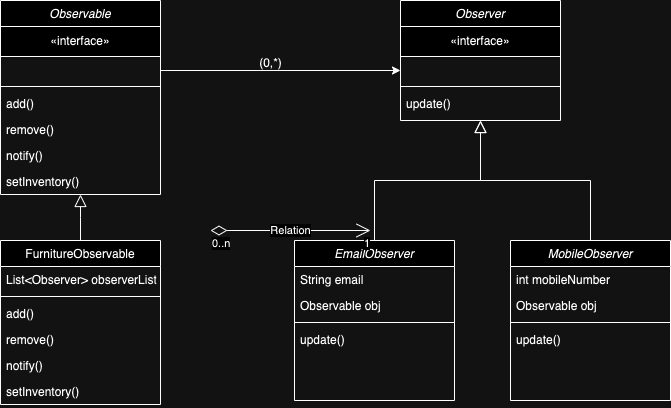 Observable
«interface»
add()
remove()
notify()
setInventory()
(0,*)
Observer
«interface»
update()
Relation
0..n
1
FurnitureObservable
List<Observer> observerList
add()
remove()
notify()
setInventory()
EmailObserver
String email
Observable obj
update()
MobileObserver
int mobileNumber
Observable obj
update()